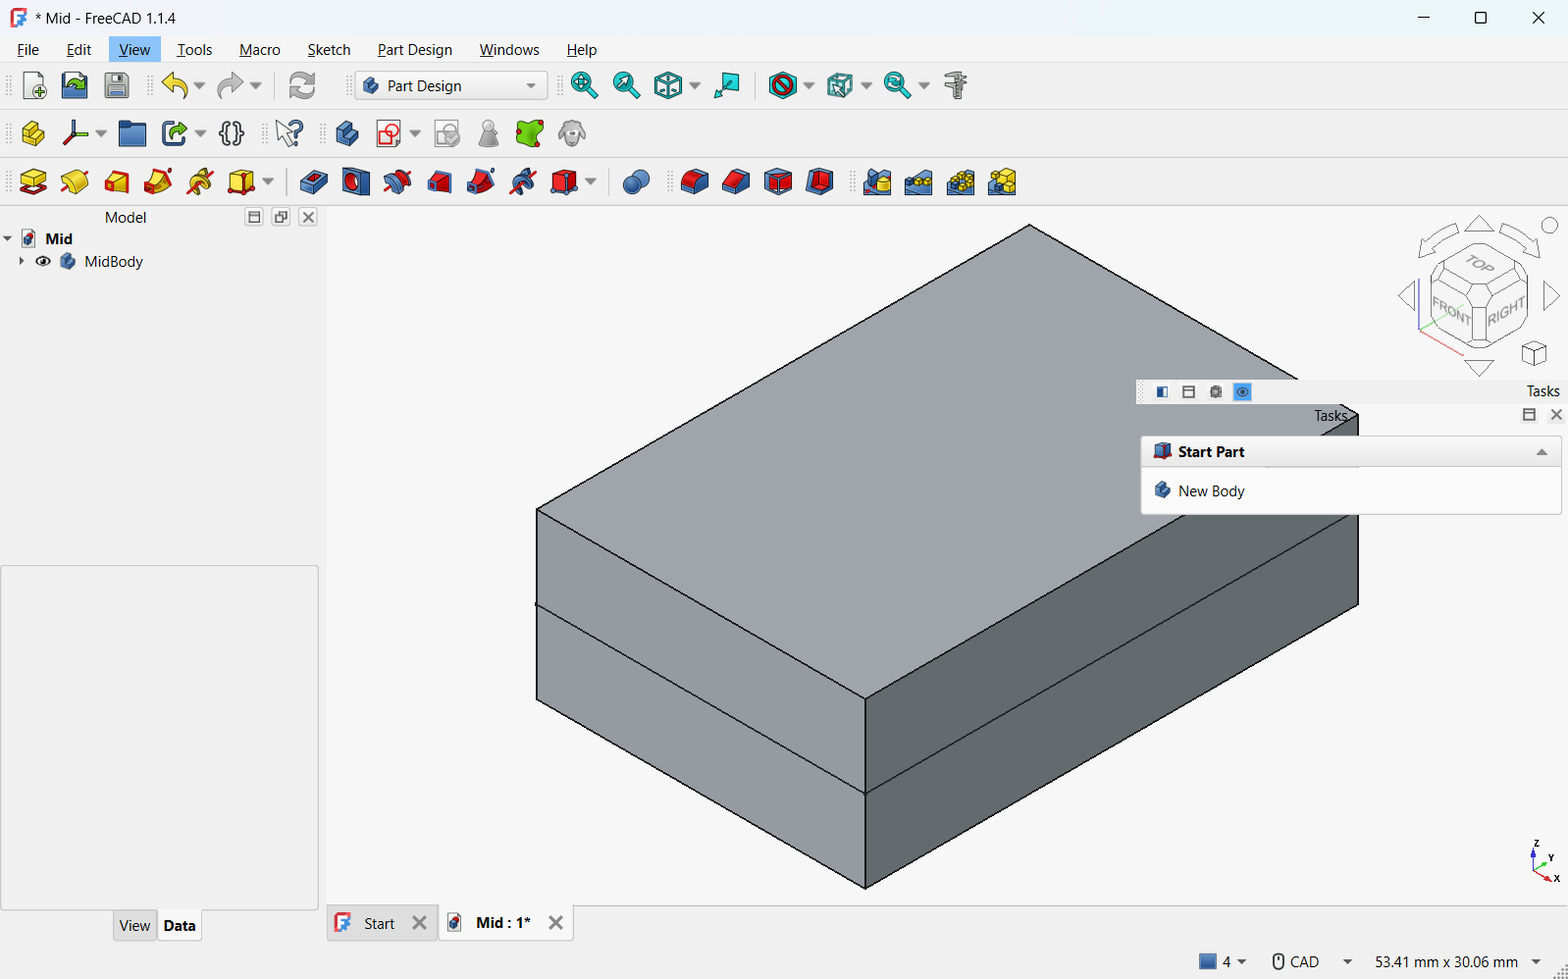 * Mid - FreeCAD 1.1.4
File Edit View Tools Macro Sketch Part Design Windows Help
Part Design
Model
Mid
MidBody
TOP
FRONT RIGHT
Tasks
Tasks
Start Part
New Body
Z
Y
X
View Data
Start Mid : 1*
4 CAD 53.41 mm x 30.06 mm